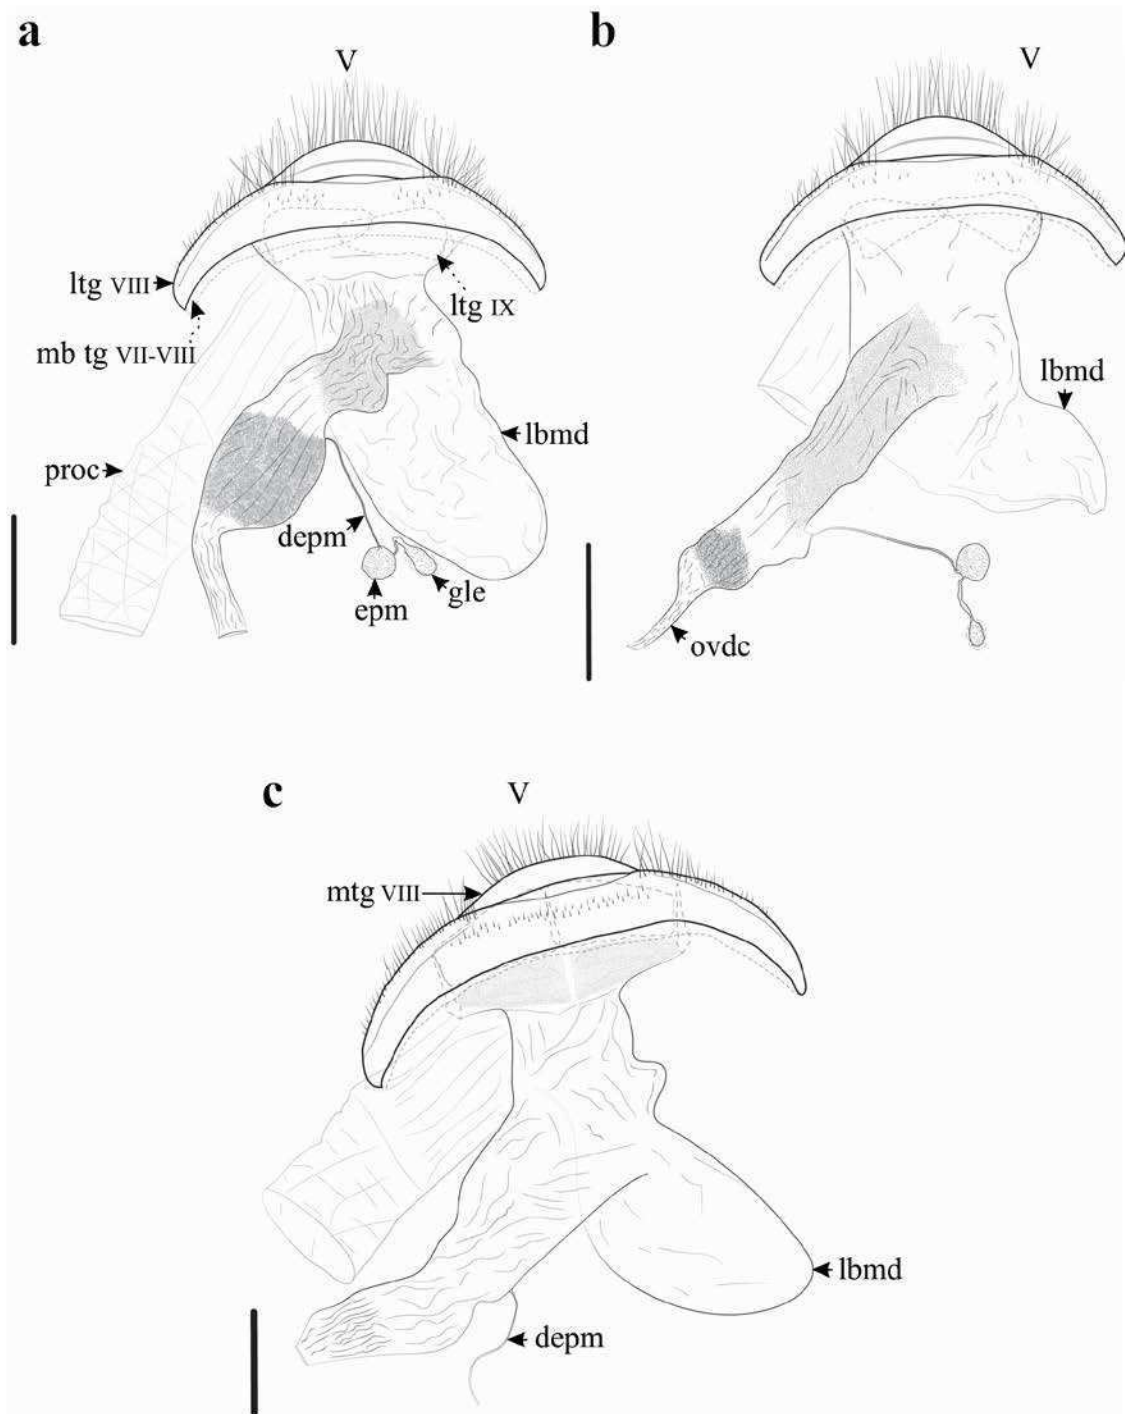 a
V
ltg VIII
mb tg VII-VIII
ltg IX
proc
lbmd
depm
epm
gle
b
V
lbmd
ovdc
c
V
mtg VIII
lbmd
depm